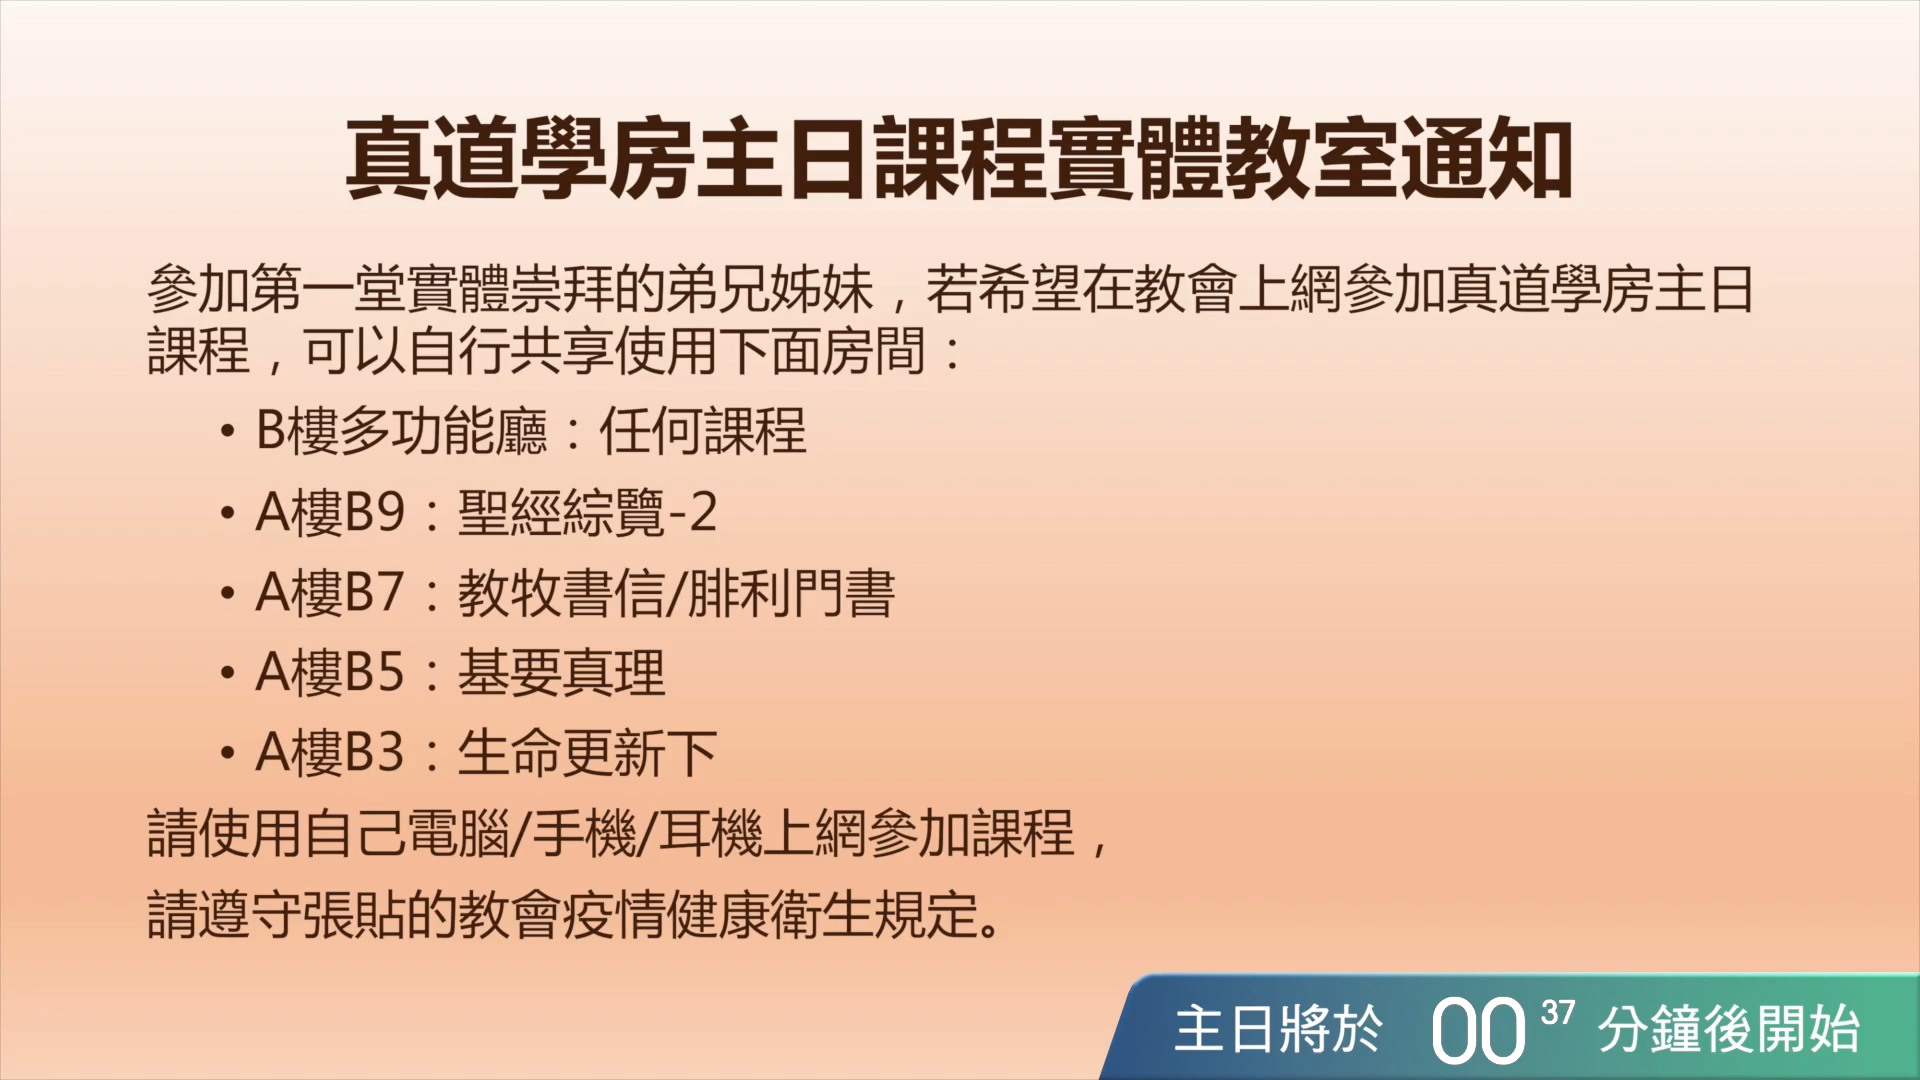 真道學房主日課程實體教室通知
參加第一堂實體崇拜的弟兄姊妹，若希望在教會上網參加真道學房主日
課程，可以自行共享使用下面房間：
• B樓多功能廳：任何課程
• A樓B9：聖經綜覽-2
• A樓B7：教牧書信/腓利門書
• A樓B5：基要真理
• A樓B3：生命更新下
請使用自己電腦/手機/耳機上網參加課程，
請遵守張貼的教會疫情健康衛生規定。
主日將於 00 37 分鐘後開始